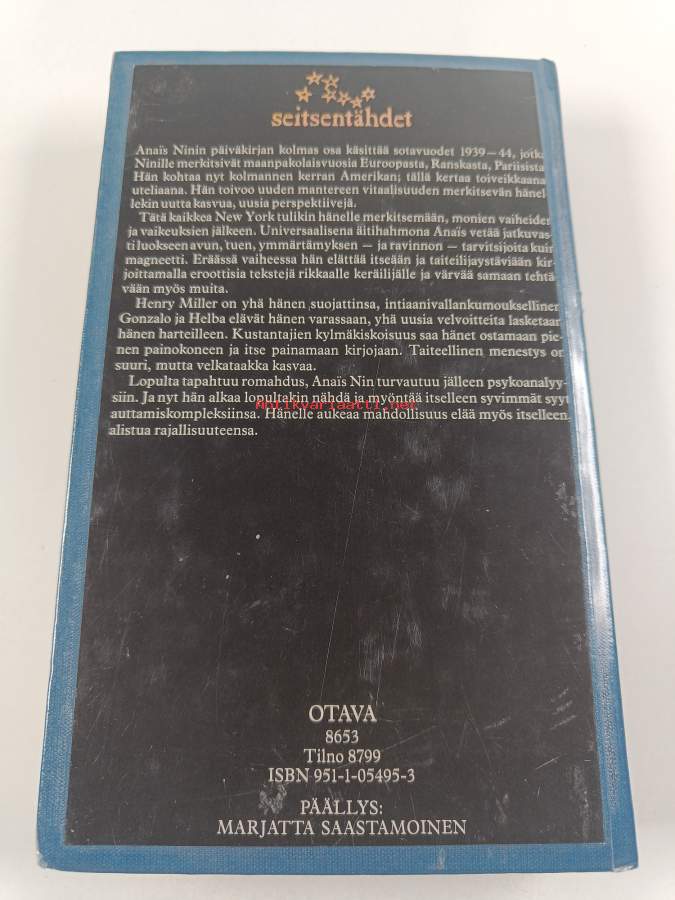 seitsentähdet
Anaïs Ninin päiväkirjan kolmas osa käsittää sotavuodet 1939–44, jotka
Ninille merkitsivät maanpakolaisvuosia Euroopasta, Ranskasta, Pariisista
Hän kohtaa nyt kolmannen kerran Amerikan; tällä kertaa toiveikkaana
uteliaana. Hän toivoo uuden mantereen vitaalisuuden merkitsevän hänel
lekin uutta kasvua, uusia perspektiivejä.
Tätä kaikkea New York tulikin hänelle merkitsemään, monien vaiheiden
ja vaikeuksien jälkeen. Universaalisena äitihahmona Anaïs vetää jatkuvas-
ti luokseen avun, tuen, ymmärtämyksen — ja ravinnon — tarvitsijoita kuin
magneetti. Eräässä vaiheessa hän elättää itseään ja taiteilijaystäviään kir-
joittamalla eroottisia tekstejä rikkaalle keräilijälle ja värvää samaan tehtä-
vään myös muita.
Henry Miller on yhä hänen suojattinsa, intiaanivallankumouksellinen
Gonzalo ja Helba elävät hänen varassaan, yhä uusia velvoitteita lasketaan
hänen harteilleen. Kustantajien kylmäkiskoisuus saa hänet ostamaan pie-
nen painokoneen ja itse painamaan kirjojaan. Taiteellinen menestys on
suuri, mutta velkataakka kasvaa.
Lopulta tapahtuu romahdus, Anaïs Nin turvautuu jälleen psykoanalyy-
siin. Ja nyt hän alkaa lopultakin nähdä ja myöntää itselleen syvimmät syyt
auttamiskompleksiinsa. Hänelle aukeaa mahdollisuus elää myös itselleen,
alistua rajallisuuteensa.
Antikvariaatti.net
OTAVA
8653
Tilno 8799
ISBN 951-1-05495-3
PÄÄLLYS:
MARJATTA SAASTAMOINEN